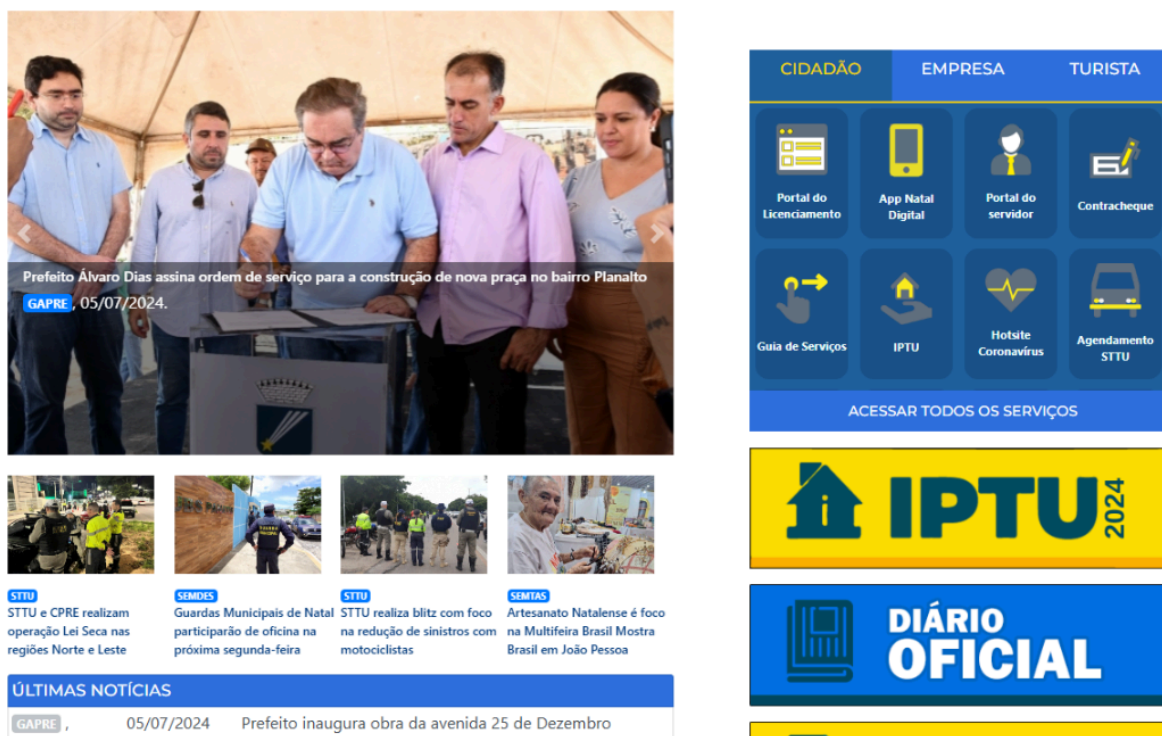 Prefeito Álvaro Dias assina ordem de serviço para a construção de nova praça no bairro Planalto
GAPRE , 05/07/2024.
STTU
STTU e CPRE realizam
operação Lei Seca nas
regiões Norte e Leste
SEMDES
Guardas Municipais de Natal
participarão de oficina na
próxima segunda-feira
STTU
STTU realiza blitz com foco
na redução de sinistros com
motociclistas
SEMTAS
Artesanato Natalense é foco
na Multifeira Brasil Mostra
Brasil em João Pessoa
ÚLTIMAS NOTÍCIAS
GAPRE , 05/07/2024 Prefeito inaugura obra da avenida 25 de Dezembro
CIDADÃO EMPRESA TURISTA
Portal do
Licenciamento
App Natal
Digital
Portal do
servidor
Contracheque
Guia de Serviços
IPTU
Hotsite
Coronavírus
Agendamento
STTU
ACESSAR TODOS OS SERVIÇOS
IPTU 2024
DIÁRIO
OFICIAL